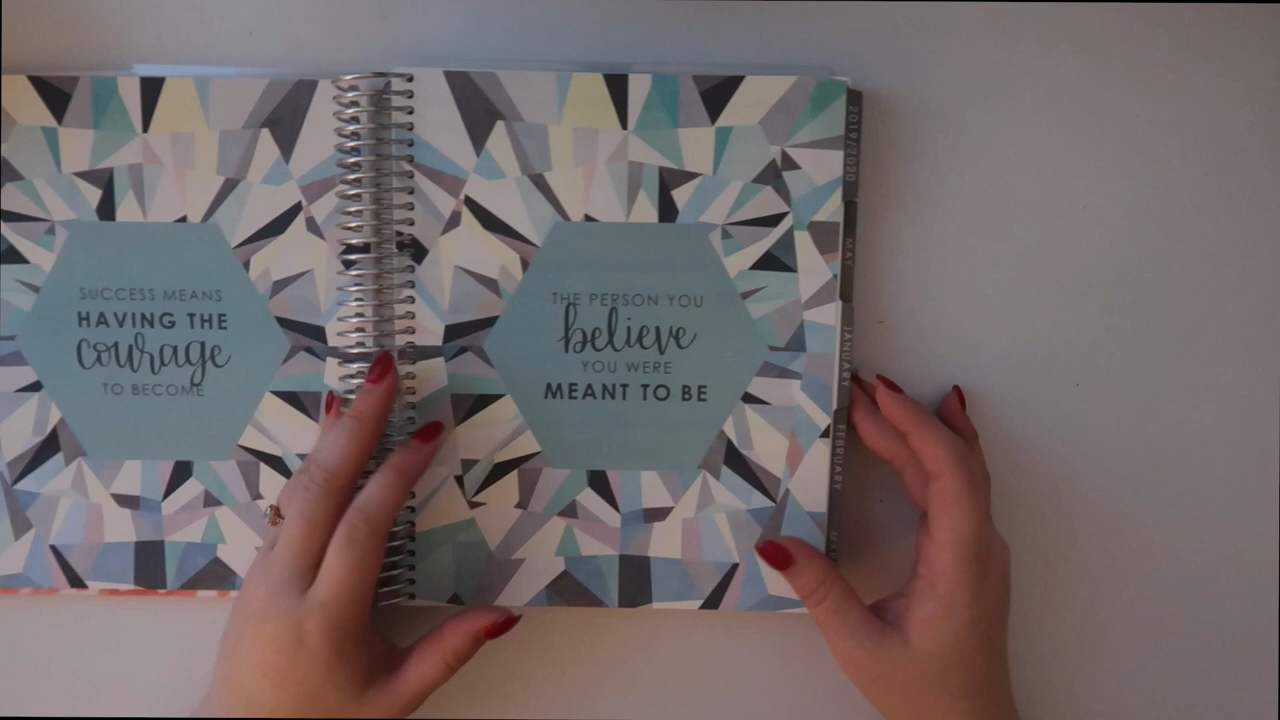 SUCCESS MEANS
HAVING THE
courage
TO BECOME
THE PERSON YOU
believe
YOU WERE
MEANT TO BE
2019/2020
MAY
JANUARY
FEBRUARY